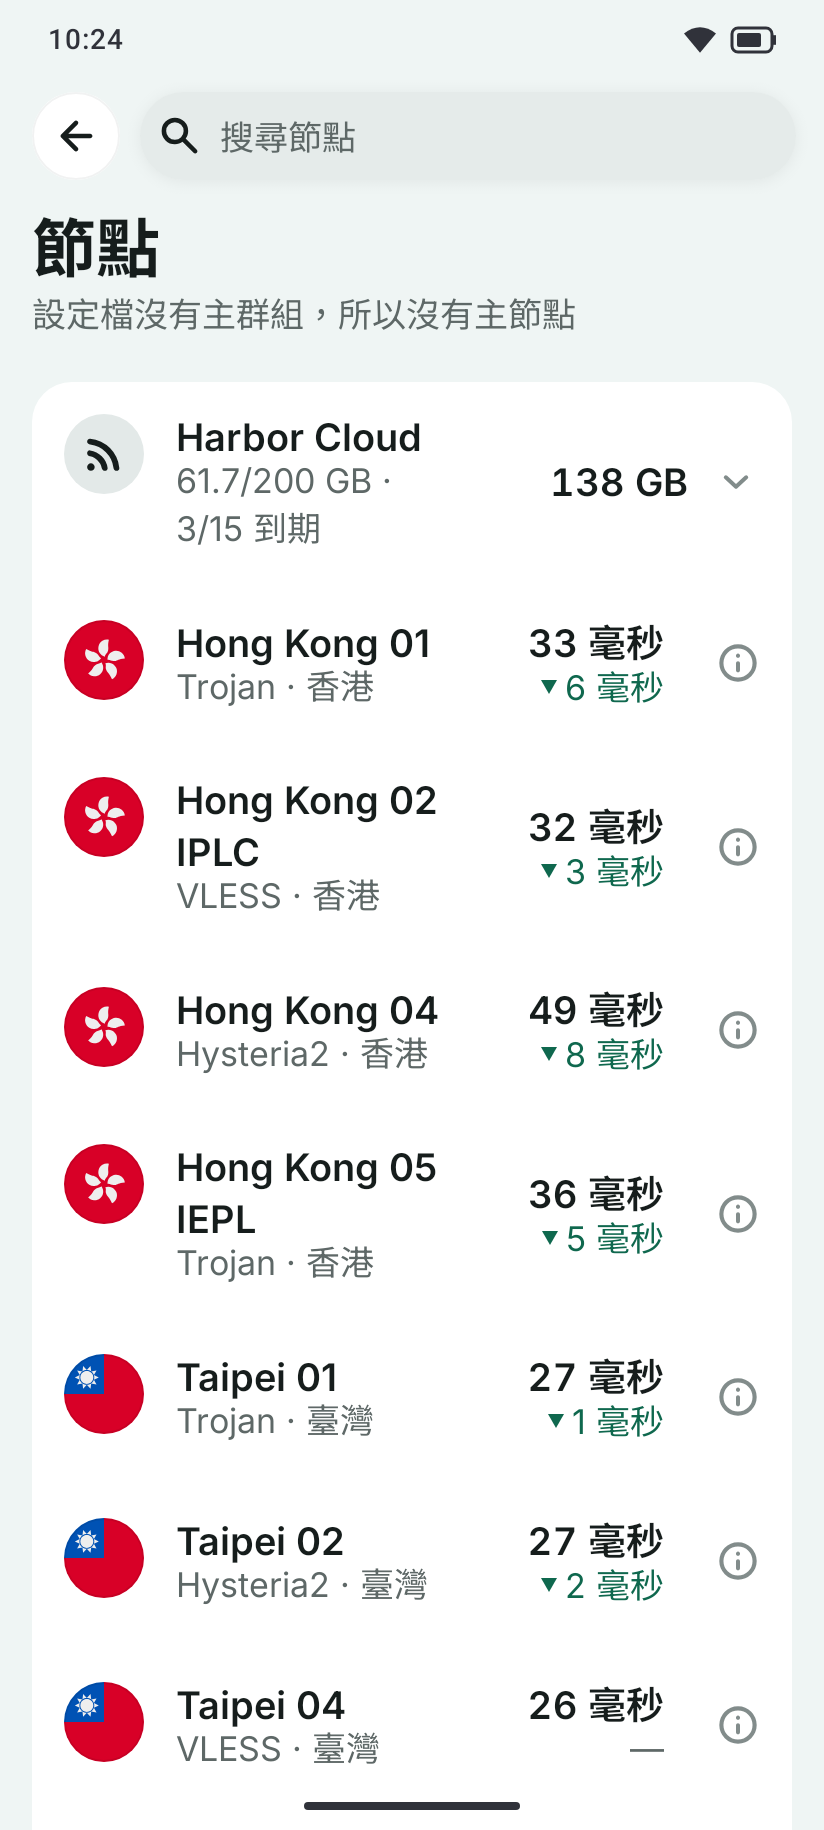 10:24
搜尋節點
節點
設定檔沒有主群組，所以沒有主節點
Harbor Cloud
61.7/200 GB ·
3/15 到期
138 GB
Hong Kong 01
Trojan · 香港
33 毫秒
▼6 毫秒
Hong Kong 02
IPLC
VLESS · 香港
32 毫秒
▼3 毫秒
Hong Kong 04
Hysteria2 · 香港
49 毫秒
▼8 毫秒
Hong Kong 05
IEPL
Trojan · 香港
36 毫秒
▼5 毫秒
Taipei 01
Trojan · 臺灣
27 毫秒
▼1 毫秒
Taipei 02
Hysteria2 · 臺灣
27 毫秒
▼2 毫秒
Taipei 04
VLESS · 臺灣
26 毫秒
—